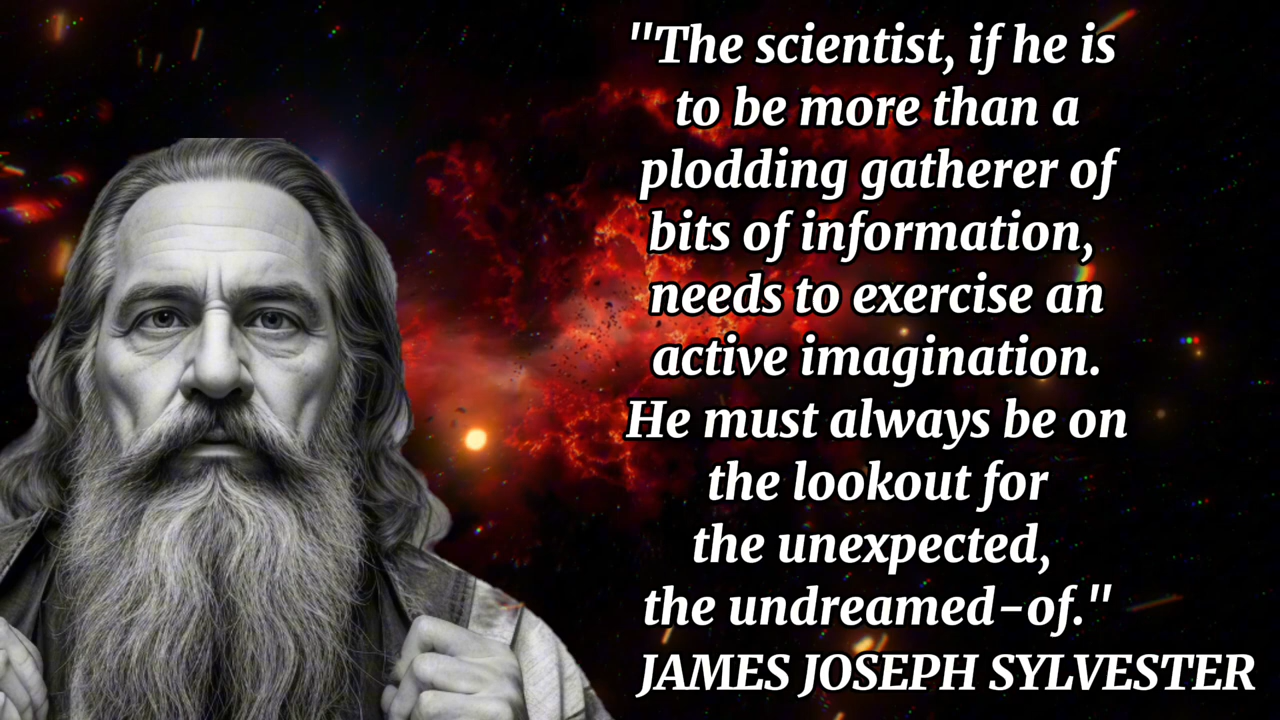 "The scientist, if he is
to be more than a
plodding gatherer of
bits of information,
needs to exercise an
active imagination.
He must always be on
the lookout for
the unexpected,
the undreamed-of."
JAMES JOSEPH SYLVESTER